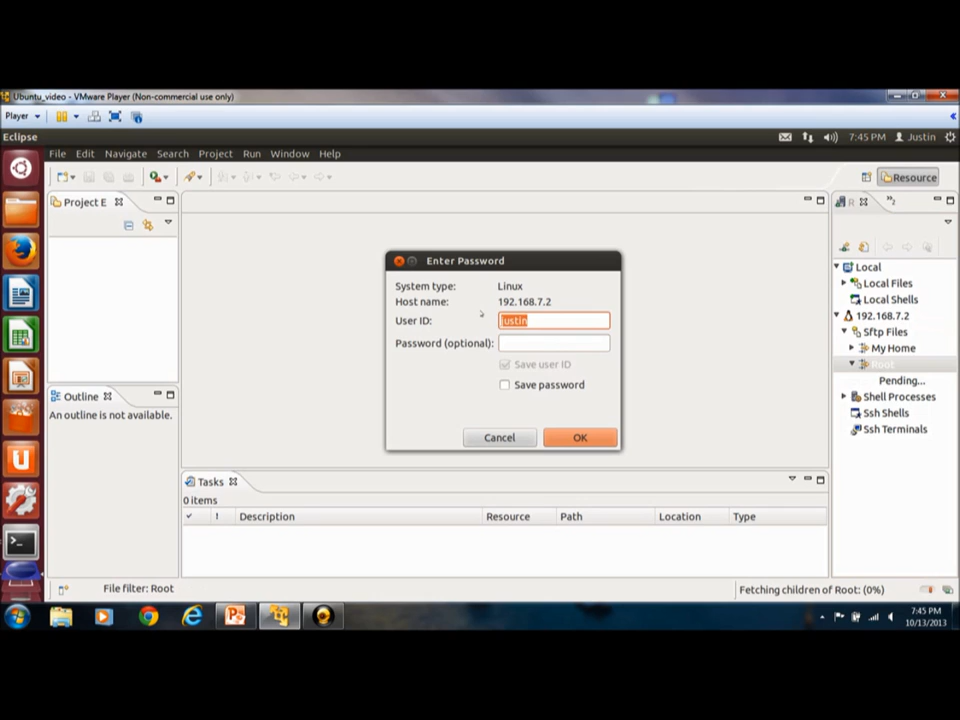 Ubuntu_video - VMware Player (Non-commercial use only)
Player
Eclipse
7:45 PM Justin
File Edit Navigate Search Project Run Window Help
Resource
Project E
R
»2
Local
Local Files
Local Shells
192.168.7.2
Sftp Files
My Home
Root
Pending...
Shell Processes
Ssh Shells
Ssh Terminals
Enter Password
System type: Linux
Host name: 192.168.7.2
User ID: justin
Password (optional):
Save user ID
Save password
Cancel OK
Outline
An outline is not available.
Tasks
0 items
! Description Resource Path Location Type
File filter: Root
Fetching children of Root: (0%)
7:45 PM
10/13/2013